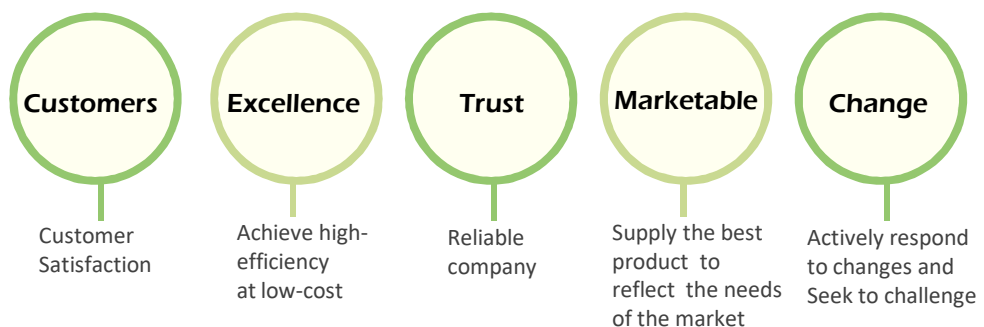 Customers
Excellence
Trust
Marketable
Change
Customer
Satisfaction
Achieve high-
efficiency
at low-cost
Reliable
company
Supply the best
product to
reflect the needs
of the market
Actively respond
to changes and
Seek to challenge